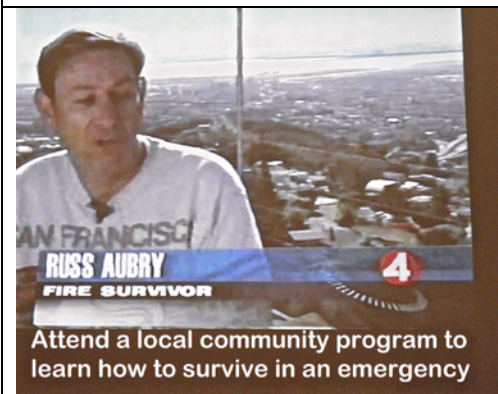 AN FRANCISC
RUSS AUBRY
4
FIRE SURVIVOR
Attend a local community program to
learn how to survive in an emergency